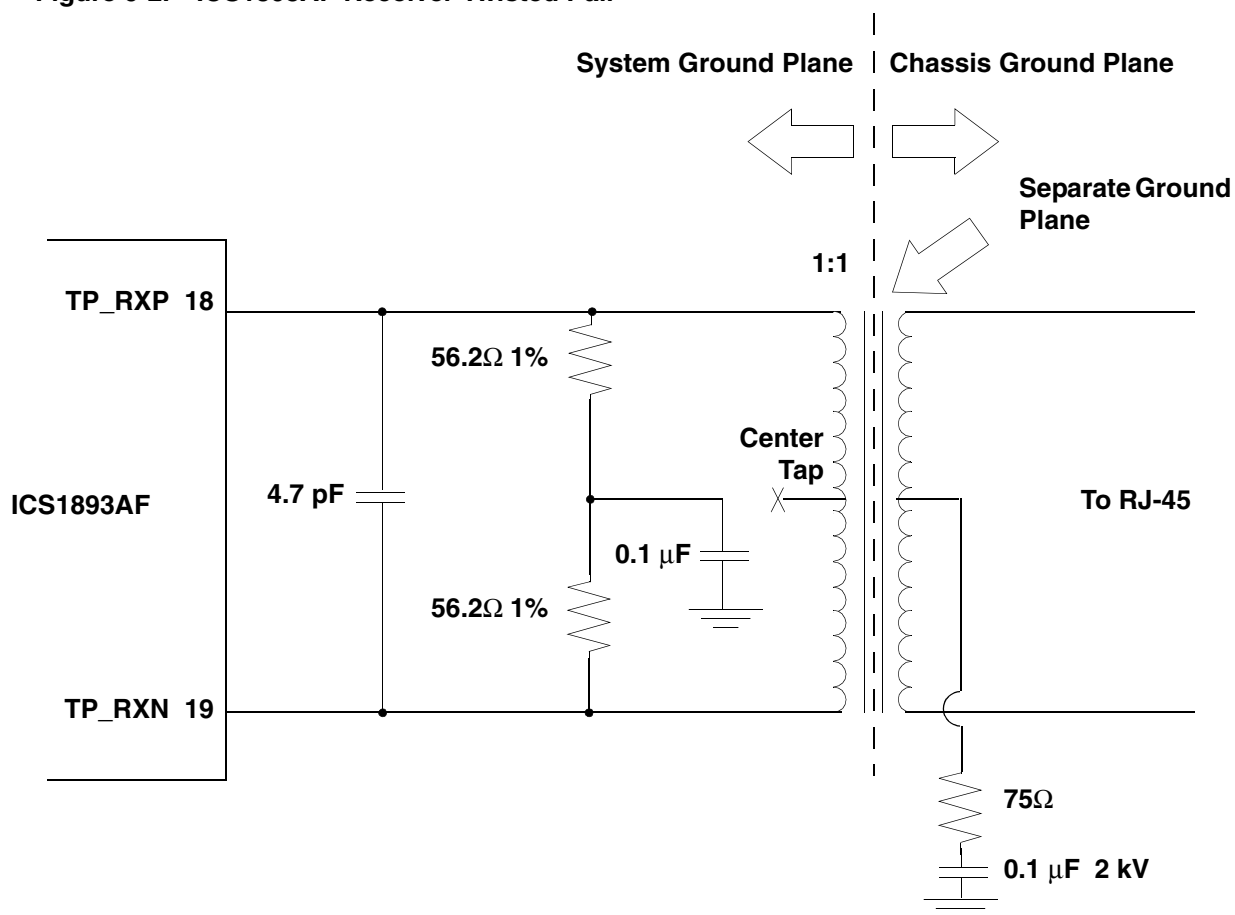 System Ground Plane
Chassis Ground Plane
Separate Ground
Plane
1:1
TP_RXP 18
56.2Ω 1%
Center
Tap
ICS1893AF
4.7 pF
To RJ-45
0.1 μF
56.2Ω 1%
TP_RXN 19
75Ω
0.1 μF 2 kV